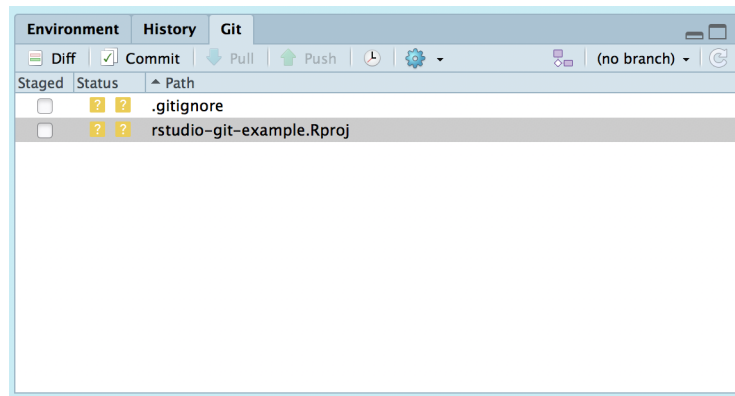 Environment History Git
Diff Commit Pull Push (no branch)
Staged Status Path
? ? .gitignore
? ? rstudio-git-example.Rproj